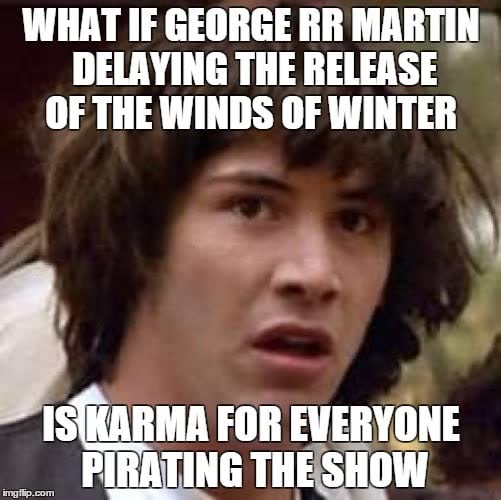 WHAT IF GEORGE RR MARTIN
DELAYING THE RELEASE
OF THE WINDS OF WINTER
IS KARMA FOR EVERYONE
PIRATING THE SHOW
imgflip.com